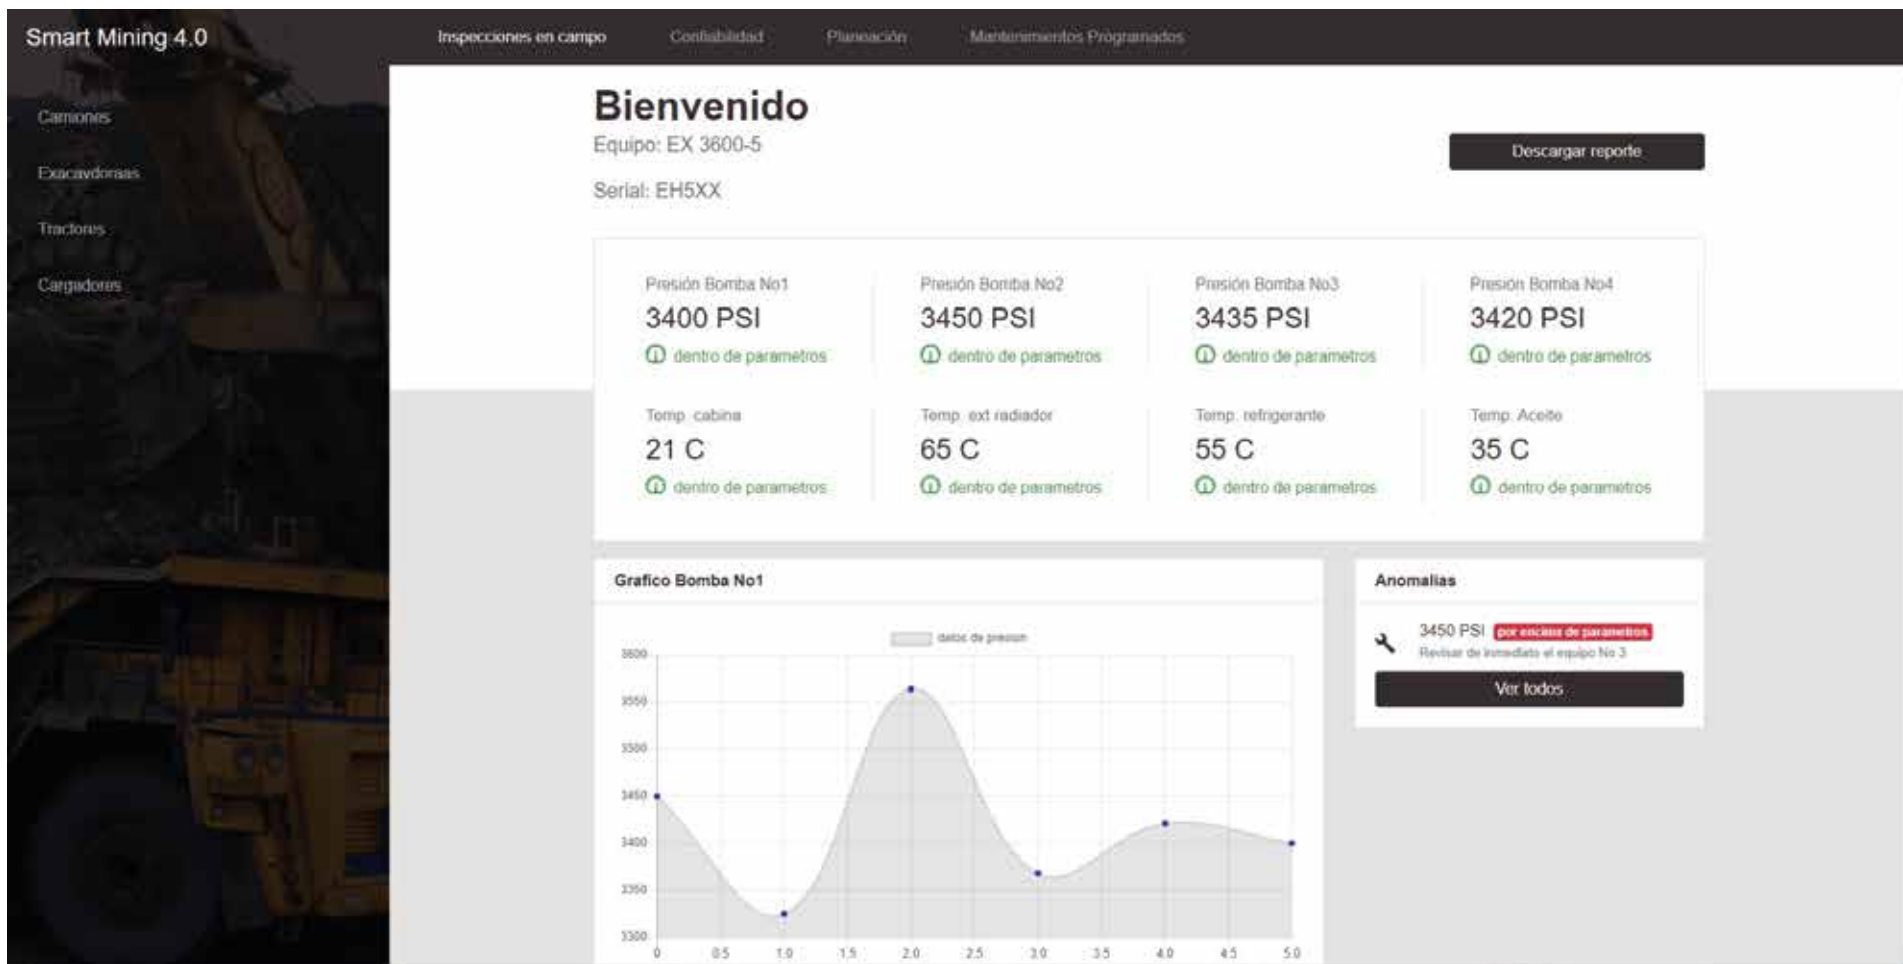 Smart Mining 4.0
Inspecciones en campo
Confiabilidad
Planeación
Mantenimientos Programados
Camiones
Exacavdoraas
Tractores
Cargadores
Bienvenido
Equipo: EX 3600-5
Serial: EH5XX
Descargar reporte
Presión Bomba No1
3400 PSI
dentro de parametros
Presión Bomba No2
3450 PSI
dentro de parametros
Presión Bomba No3
3435 PSI
dentro de parametros
Presión Bomba No4
3420 PSI
dentro de parametros
Temp. cabina
21 C
dentro de parametros
Temp. ext radiador
65 C
dentro de parametros
Temp. refrigerante
55 C
dentro de parametros
Temp. Aceite
35 C
dentro de parametros
Grafico Bomba No1
datos de presion
3600
3550
3500
3450
3400
3350
3300
0 0.5 1.0 1.5 2.0 2.5 3.0 3.5 4.0 4.5 5.0
Anomalias
3450 PSI por encima de parametros
Revisar de inmediato el equipo No 3
Ver todos